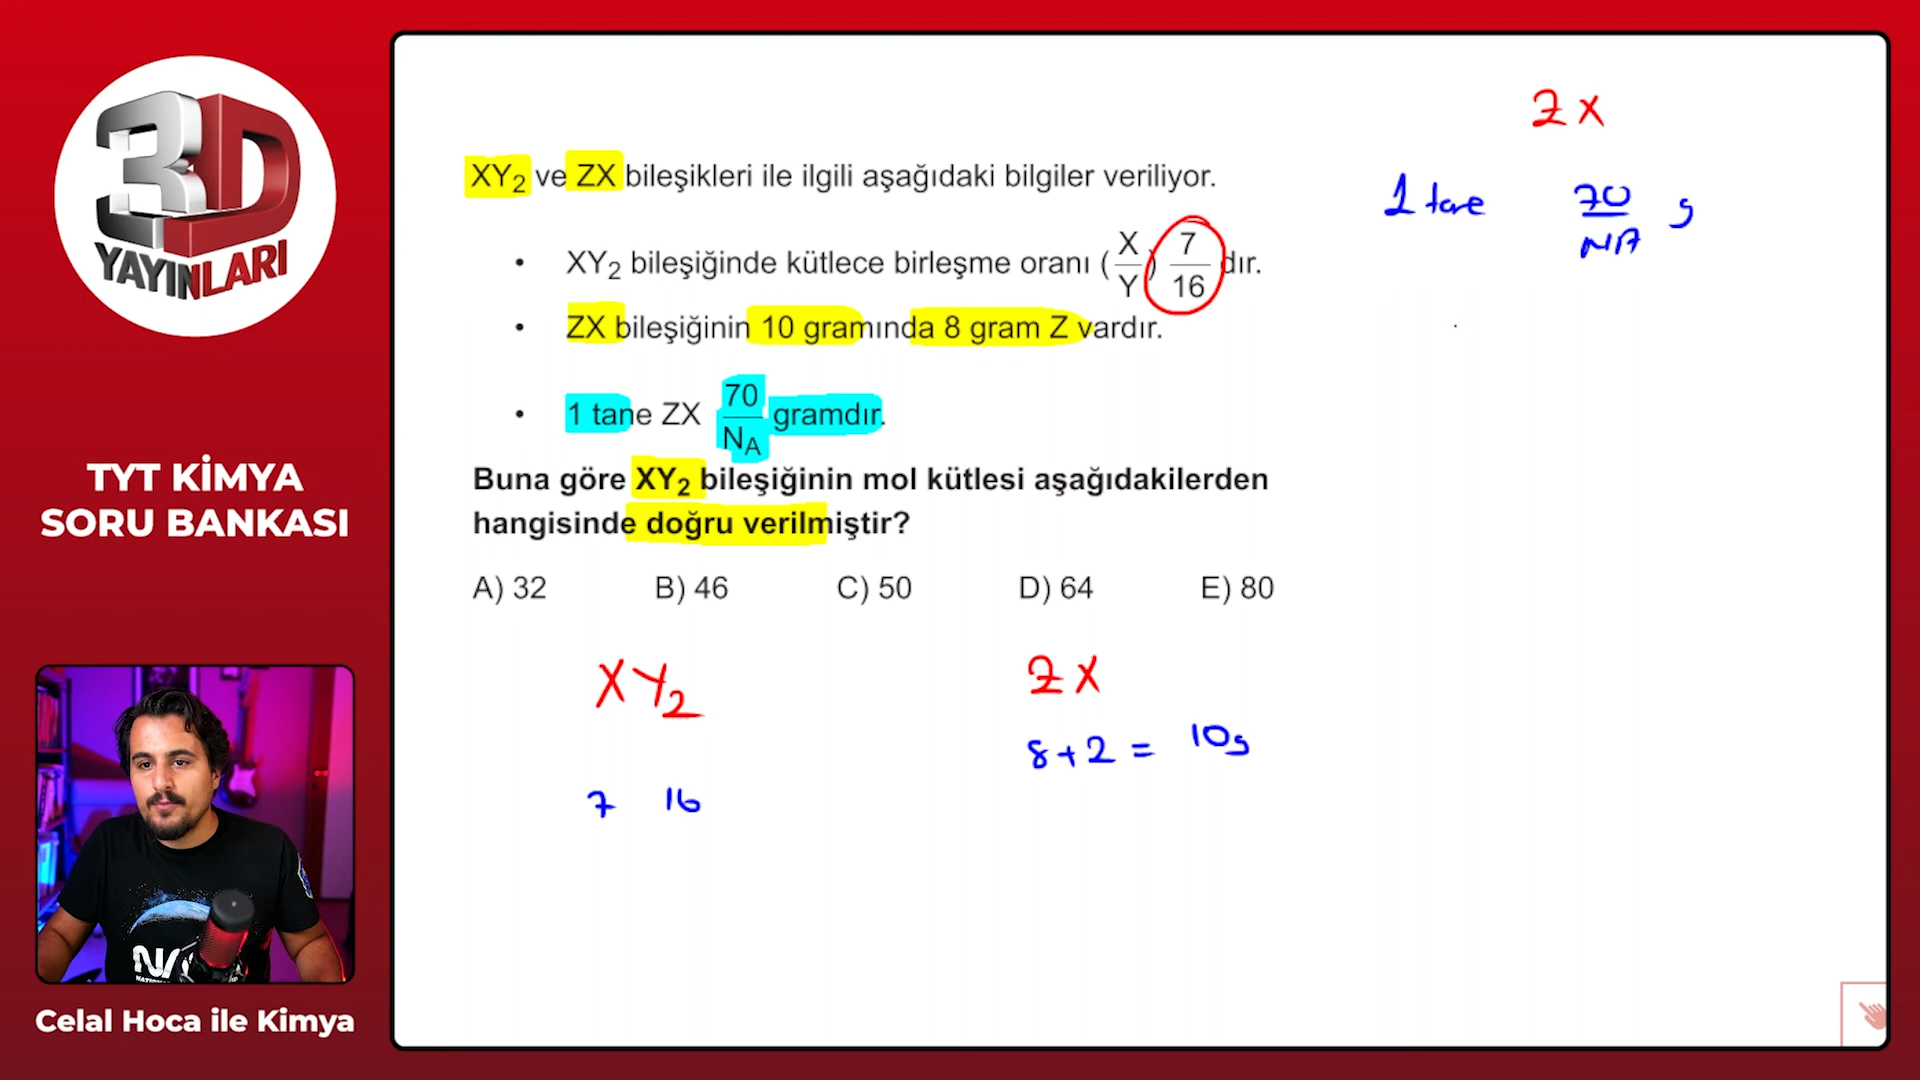 3D
YAYINLARI
TYT KİMYA
SORU BANKASI
Celal Hoca ile Kimya
XY₂ ve ZX bileşikleri ile ilgili aşağıdaki bilgiler veriliyor.
• XY₂ bileşiğinde kütlece birleşme oranı (X/Y) 7/16 dır.
• ZX bileşiğinin 10 gramında 8 gram Z vardır.
• 1 tane ZX 70/N_A gramdır.
Buna göre XY₂ bileşiğinin mol kütlesi aşağıdakilerden
hangisinde doğru verilmiştir?
A) 32 B) 46 C) 50 D) 64 E) 80
XY₂
7 16
ZX
8+2 = 10g
ZX
1 tane 70/NA g